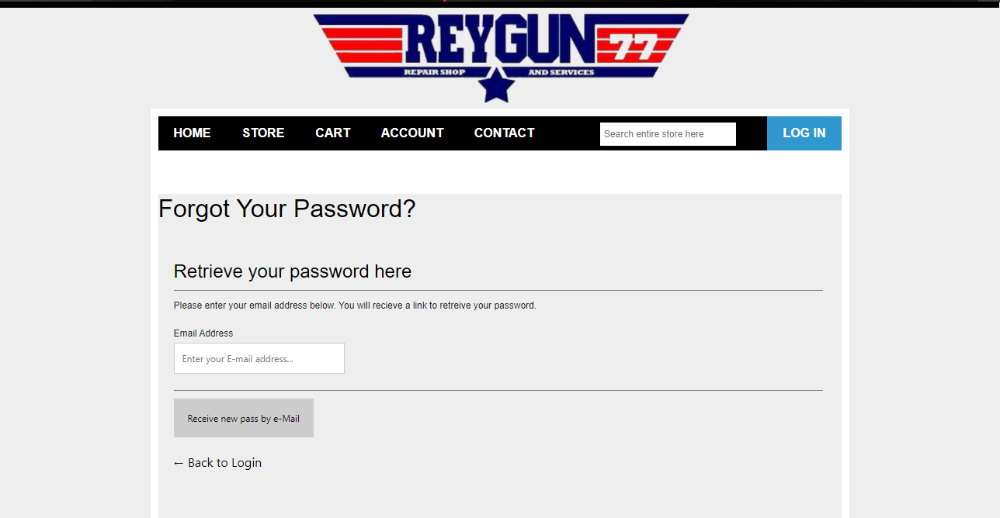 REYGUN 77
REPAIR SHOP AND SERVICES
HOME STORE CART ACCOUNT CONTACT Search entire store here LOG IN
Forgot Your Password?
Retrieve your password here
Please enter your email address below. You will recieve a link to retreive your password.
Email Address
Enter your E-mail address...
Receive new pass by e-Mail
← Back to Login